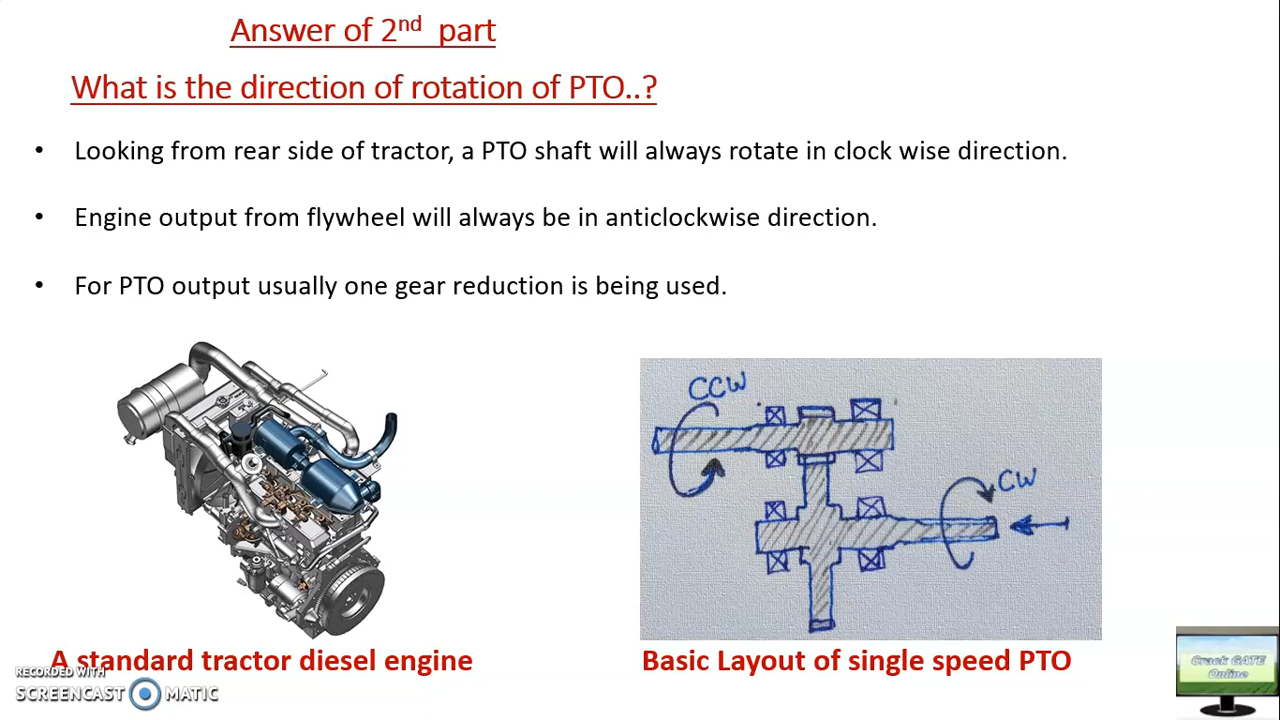 Answer of 2nd part
What is the direction of rotation of PTO..?
• Looking from rear side of tractor, a PTO shaft will always rotate in clock wise direction.
• Engine output from flywheel will always be in anticlockwise direction.
• For PTO output usually one gear reduction is being used.
CCW
CW
A standard tractor diesel engine
Basic Layout of single speed PTO
RECORDED WITH
SCREENCAST MATIC
Crack GATE
Online